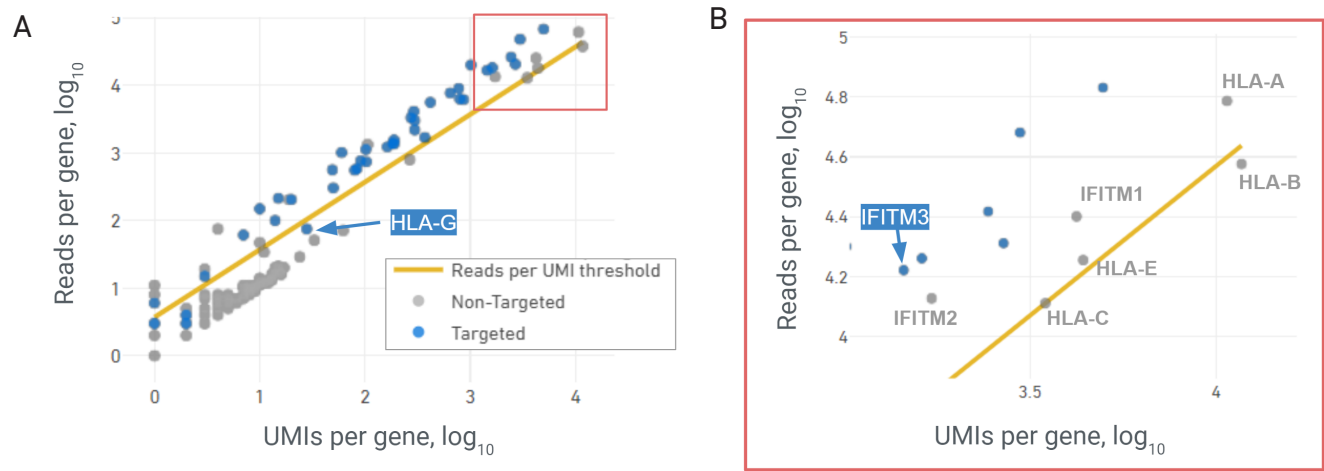 A
Reads per gene, log10
5
4
3
2
1
0
HLA-G
Reads per UMI threshold
Non-Targeted
Targeted
0
1
2
3
4
UMIs per gene, log10
B
Reads per gene, log10
5
4.8
4.6
4.4
4.2
4
HLA-A
HLA-B
IFITM1
IFITM3
HLA-E
IFITM2
HLA-C
3.5
4
UMIs per gene, log10